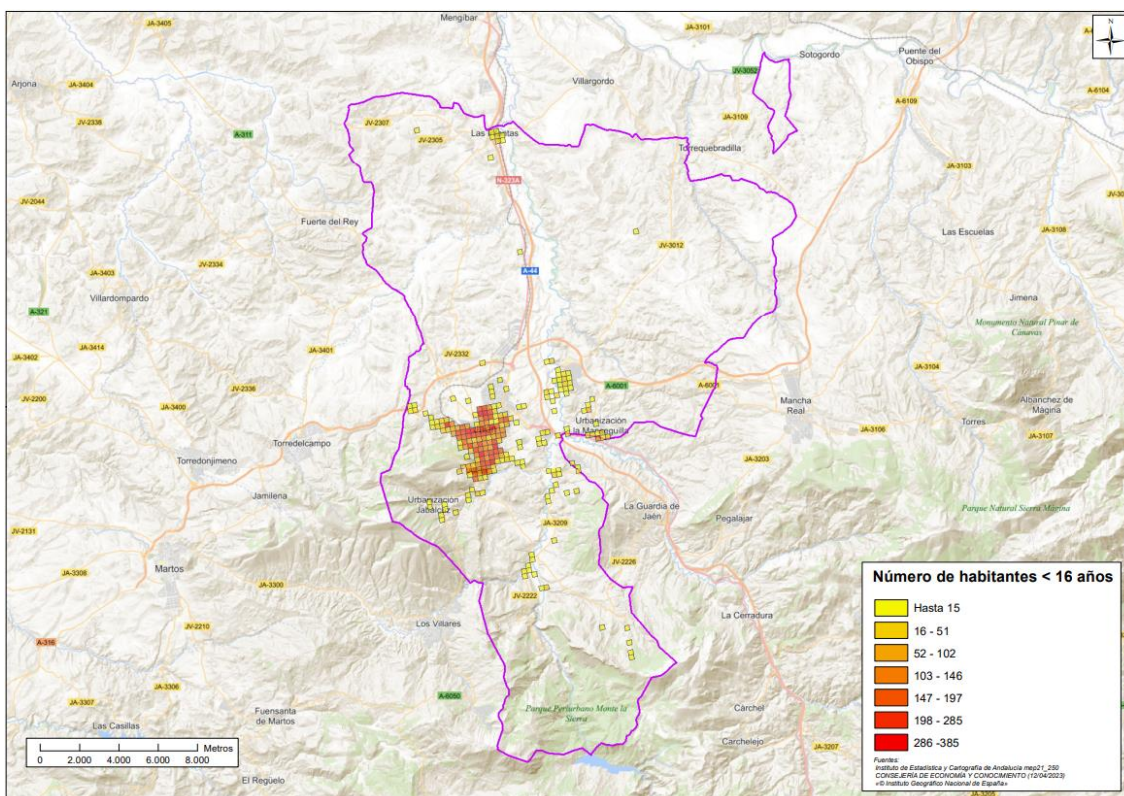 Mengíbar
JA-3405
JA-3101
N
Sotogordo
Puente del
Obispo
Arjona
JA-3404
Villargordo
JV-3052
A-6104
JV-2338
JV-2307
JA-3109
A-6109
A-311
JV-2305
Torrequebradilla
JA-3103
N-323A
JV-2044
Fuerte del Rey
Las Escuelas
JV-3012
JA-3108
JV-2334
JA-3403
A-44
Villardompardo
Jimena
A-321
Monumento Natural Pinar de
Canavas
JA-3414
JA-3401
JA-3402
JV-2332
JA-3104
A-6001
A-6001
JV-2336
JV-2200
JA-3400
Mancha
Real
Albanchez de
Mágina
Urbanización
Torres
JA-3106
JA-3107
Torredelcampo
Torredonjimeno
JA-3203
Jamilena
Urbanización
La Guardia de
Jaén
Parque Natural Sierra Mágina
Pegalajar
JV-2131
JA-3209
Martos
JV-2226
JA-3308
JA-3300
JV-2222
La Cerradura
Los Villares
JV-2210
A-316
JA-3306
A-6050
JA-3307
Fuensanta
de Martos
Parque Periurbano Monte la
Sierra
Cárchel
Las Casillas
Carchelejo
JA-3207
El Regüelo
Número de habitantes < 16 años
Hasta 15
16 - 51
52 - 102
103 - 146
147 - 197
198 - 285
286 -385
Metros
0 2.000 4.000 6.000 8.000
Fuentes:
Instituto de Estadística y Cartografía de Andalucía mep21_250
CONSEJERÍA DE ECONOMÍA Y CONOCIMIENTO (12/04/2023)
«© Instituto Geográfico Nacional de España»